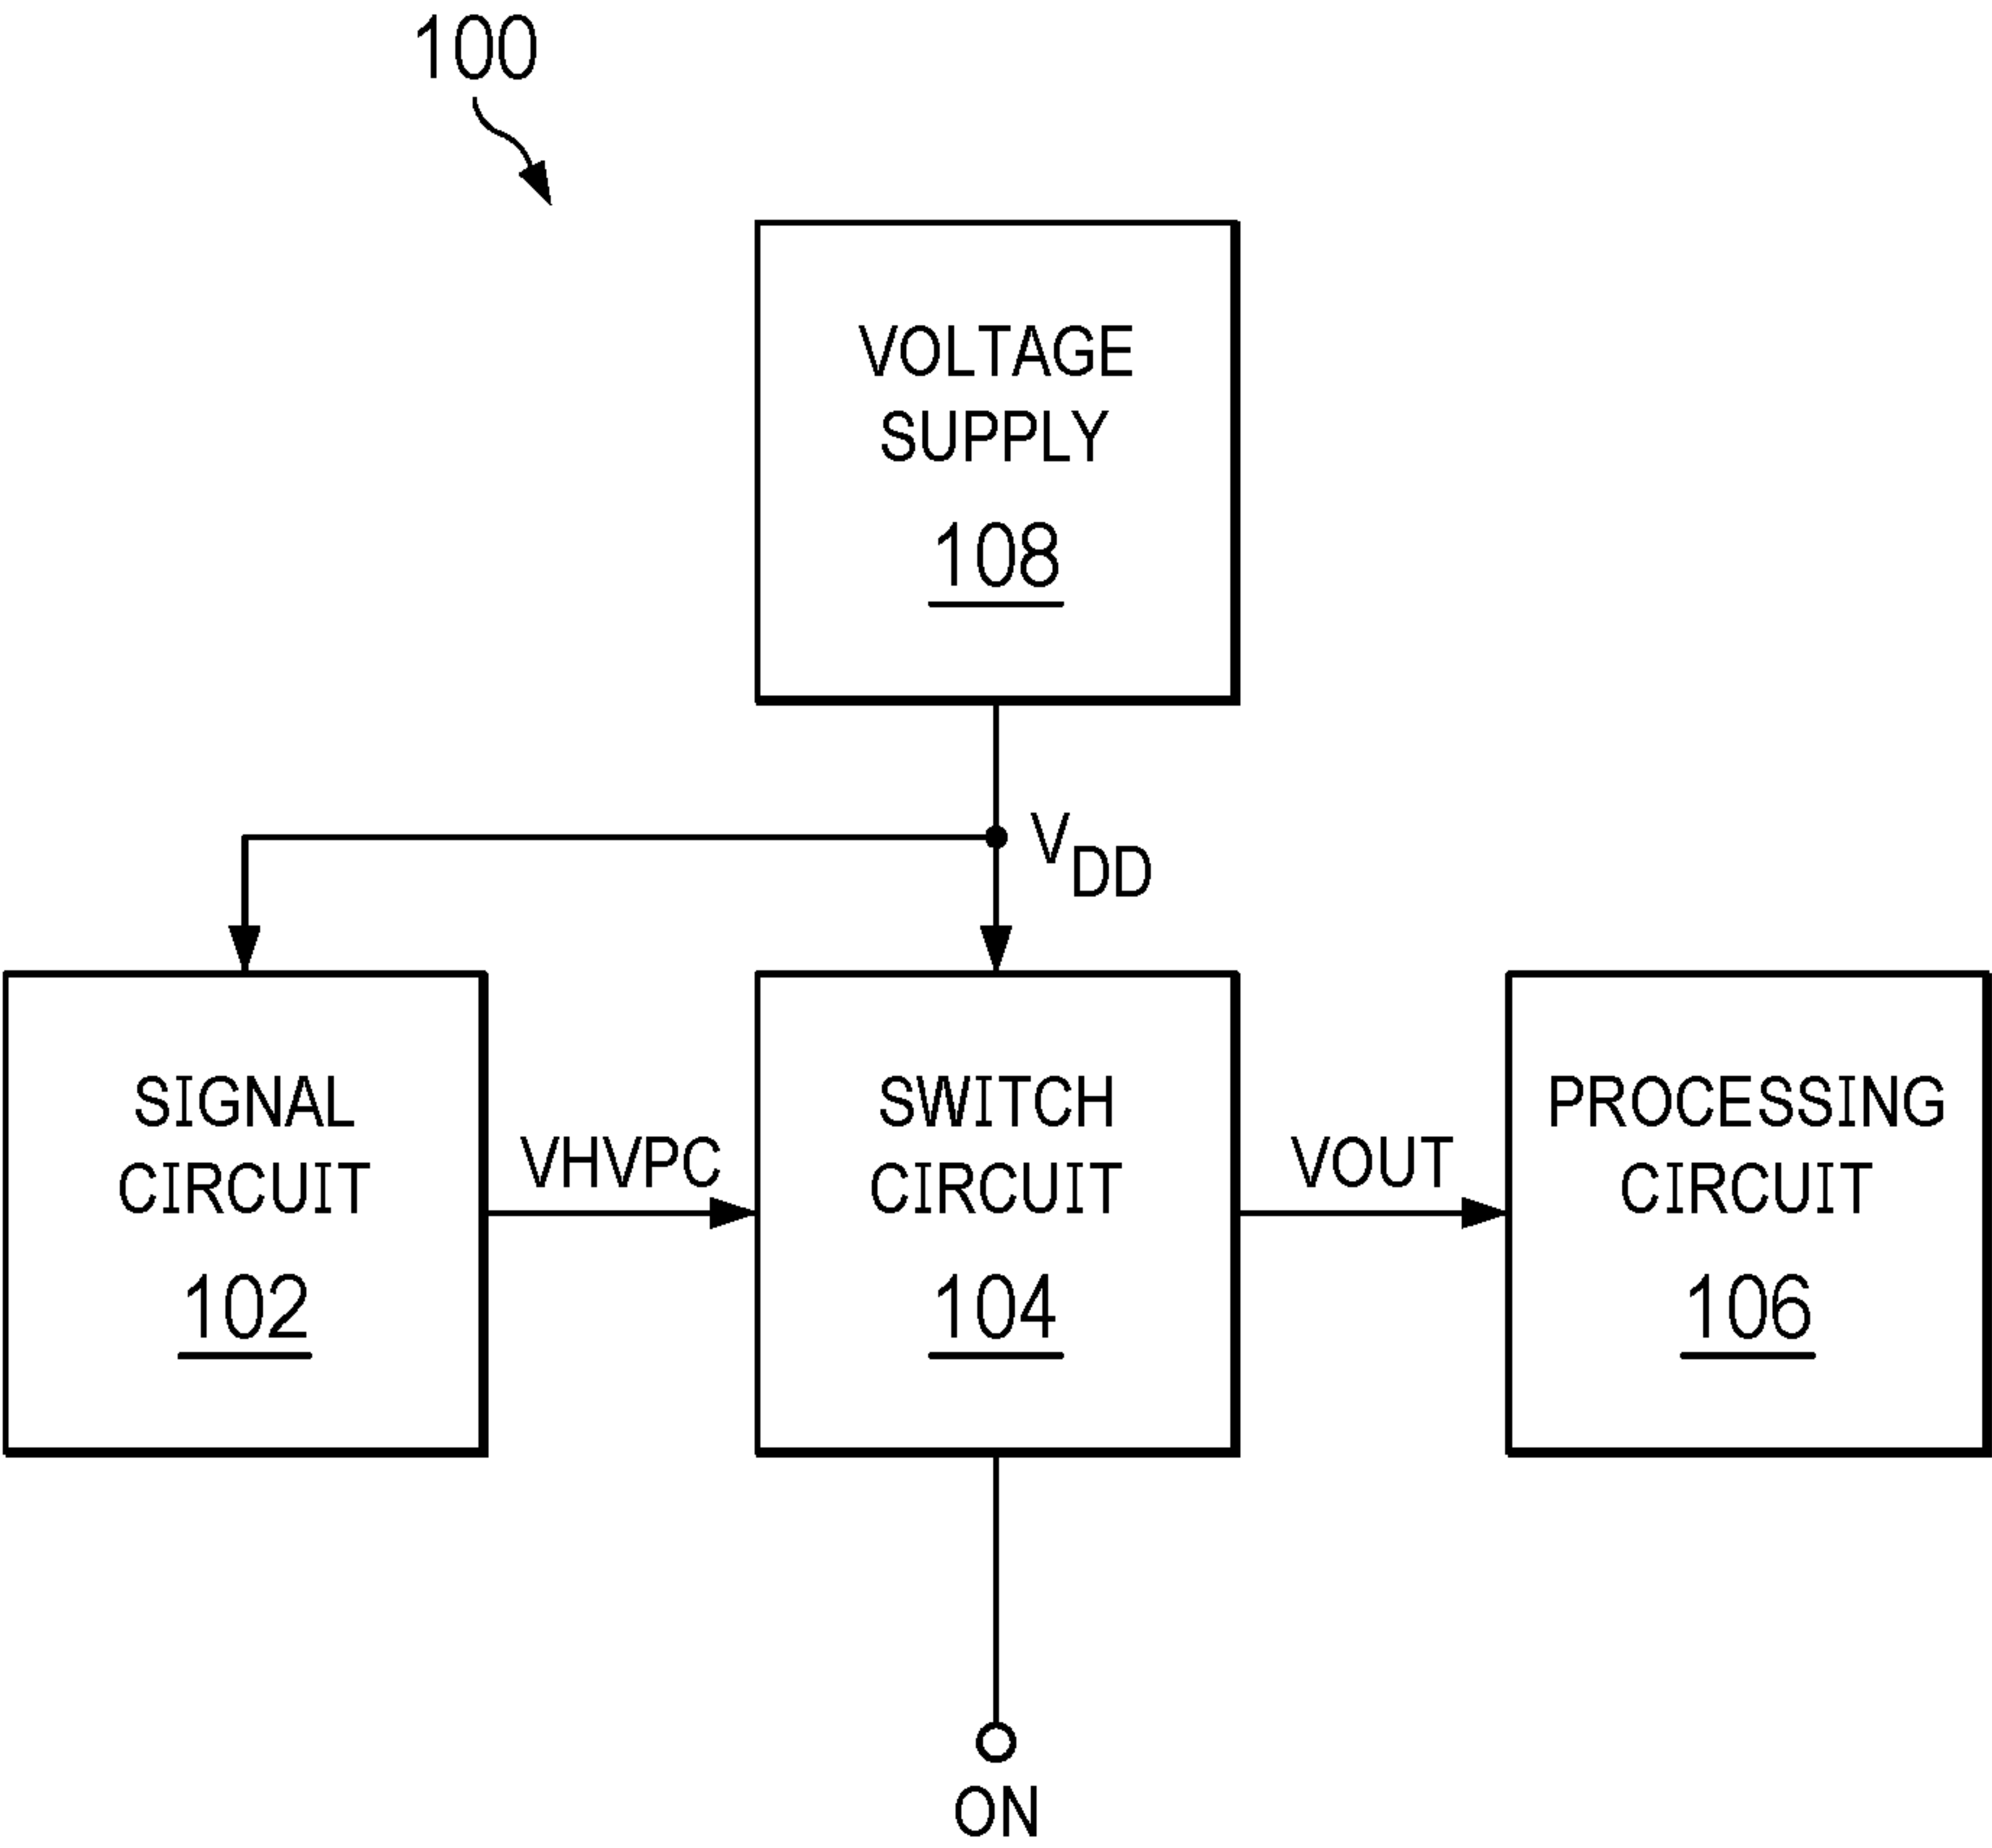 100
VOLTAGE
SUPPLY
108
VDD
SIGNAL
CIRCUIT
102
VHVPC
SWITCH
CIRCUIT
104
VOUT
PROCESSING
CIRCUIT
106
ON